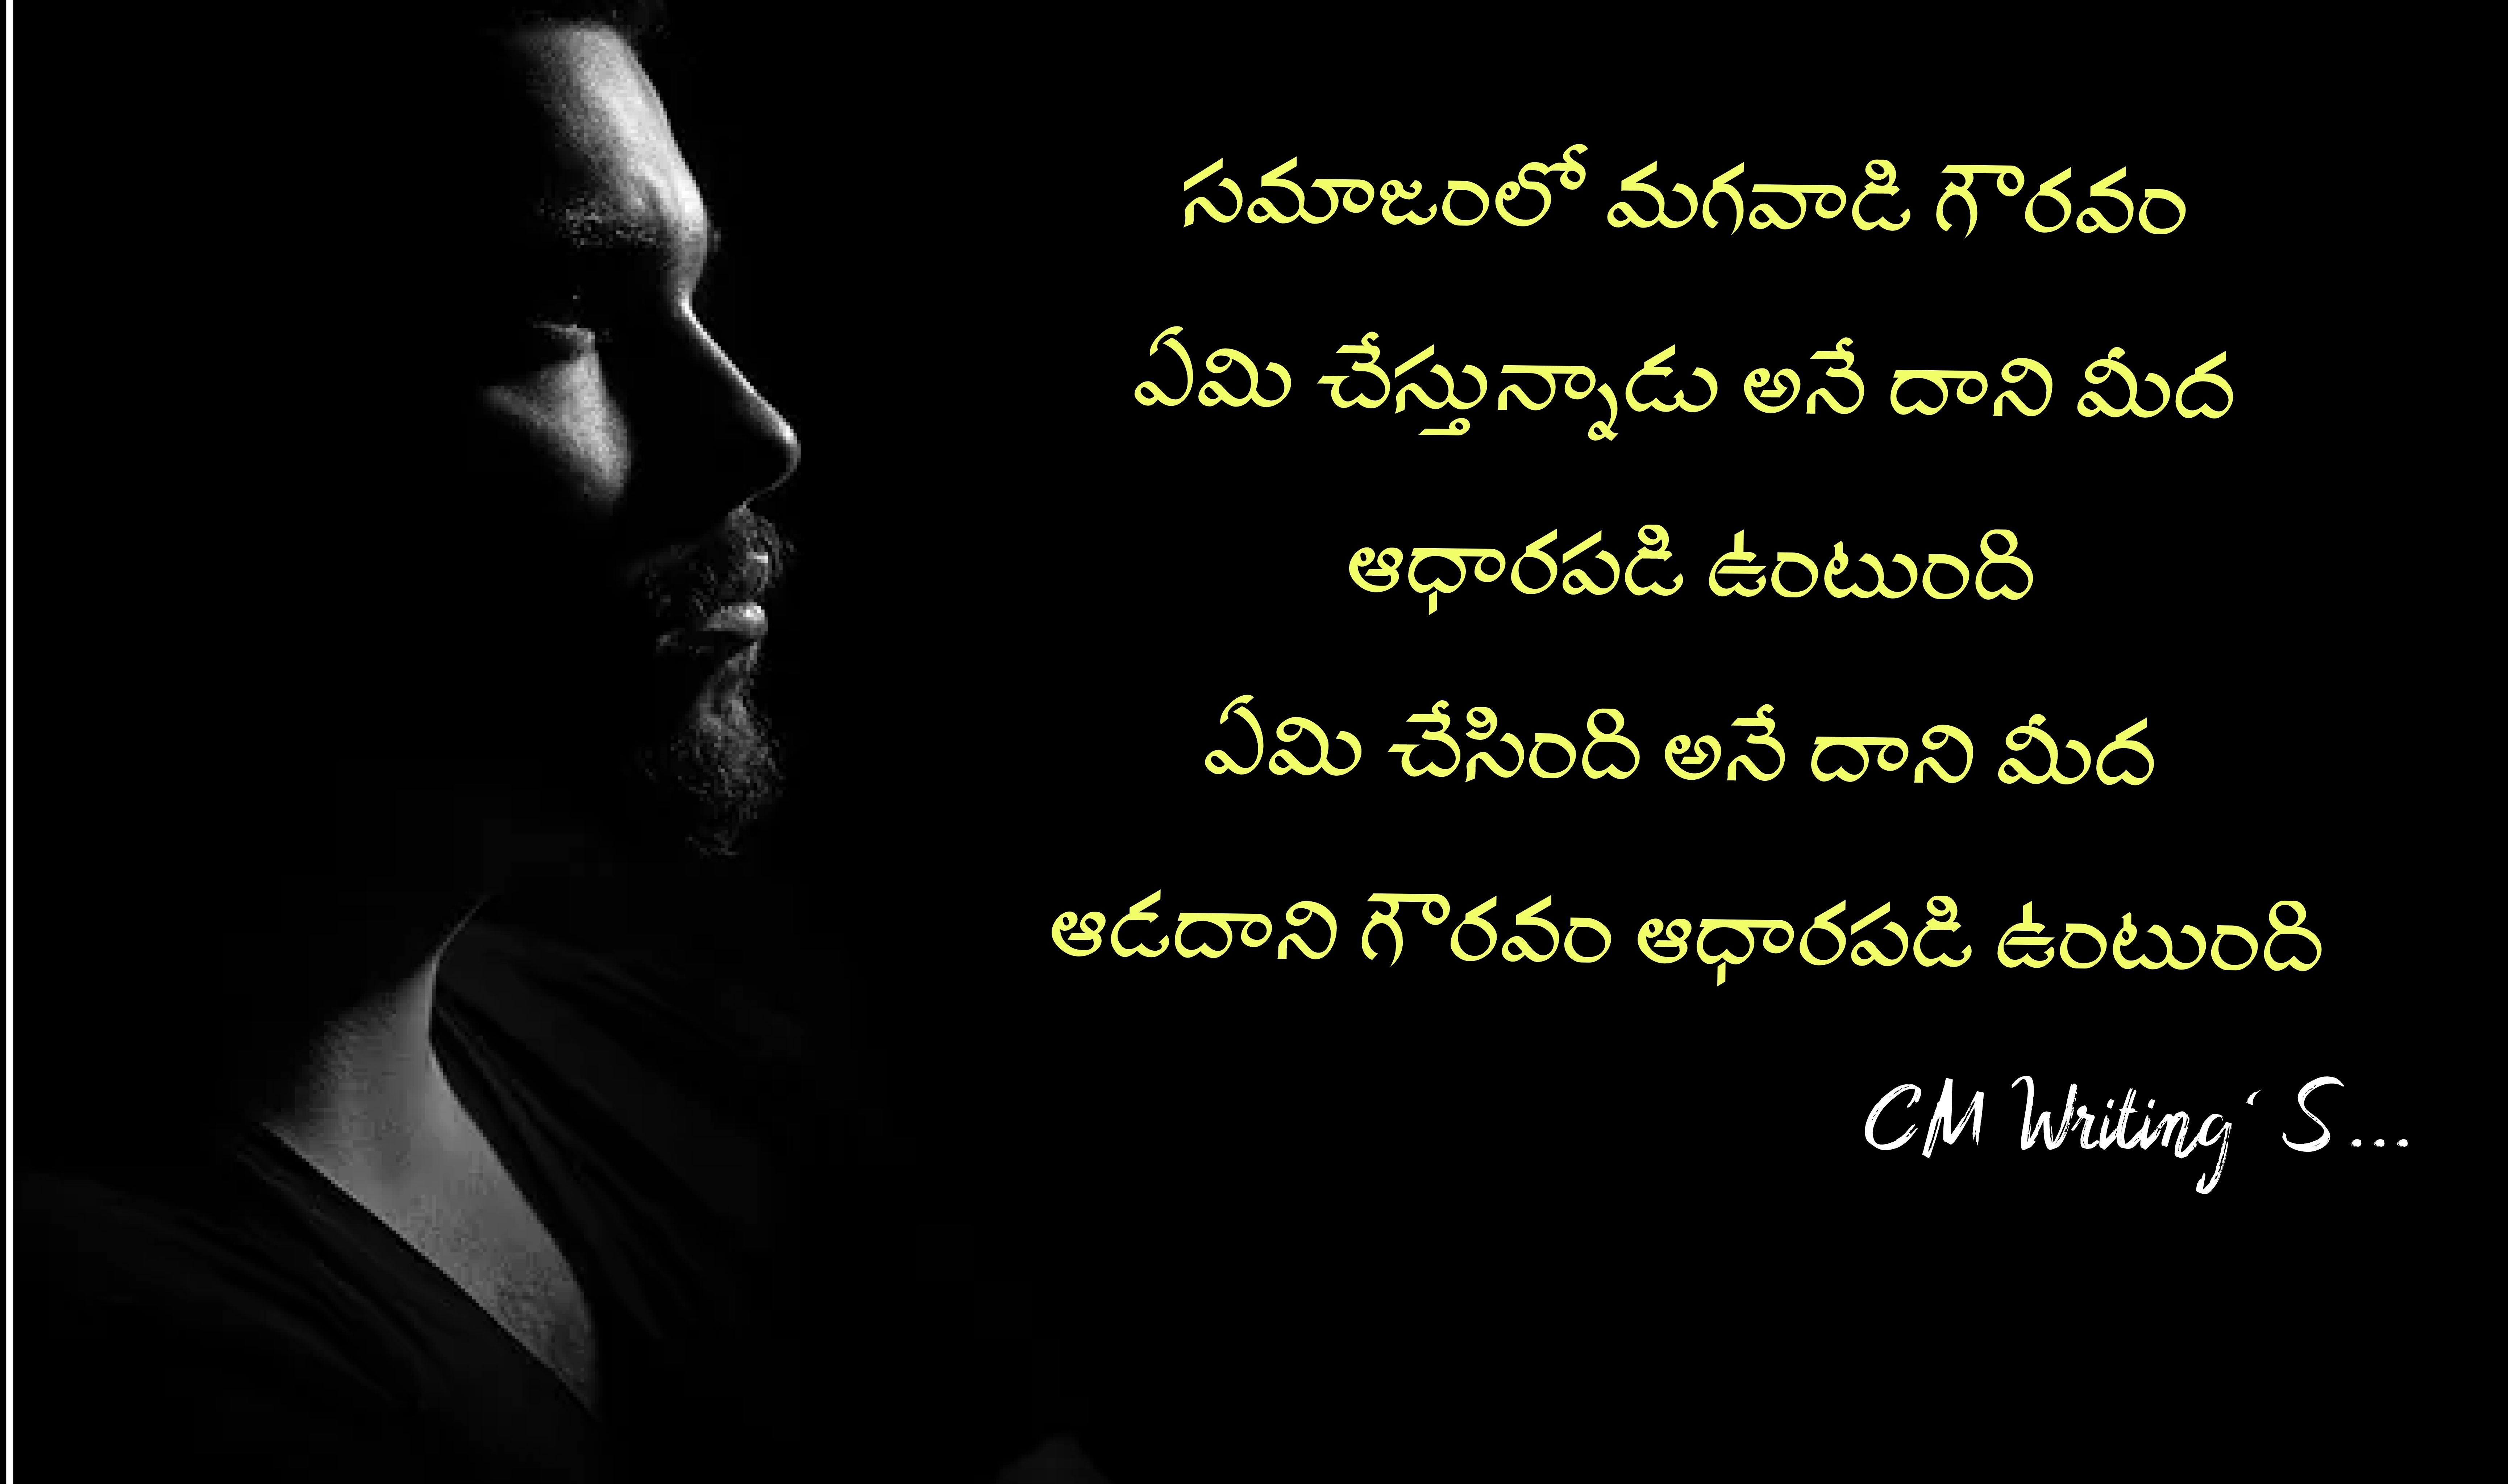 సమాజంలో మగవాడి గౌరవం
ఏమి చేస్తున్నాడు అనే దాని మీద
ఆధారపడి ఉంటుంది
ఏమి చేసింది అనే దాని మీద
ఆడదాని గౌరవం ఆధారపడి ఉంటుంది
CM Writing‘ S...